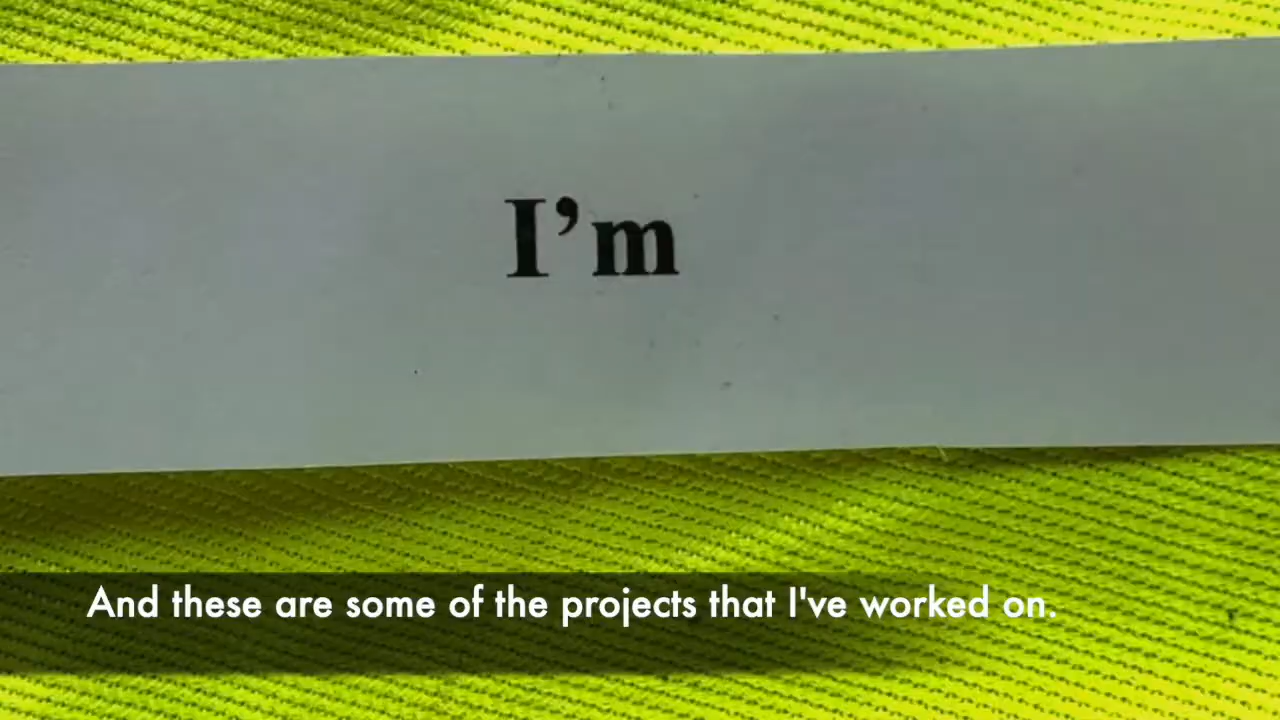 I’m
And these are some of the projects that I've worked on.